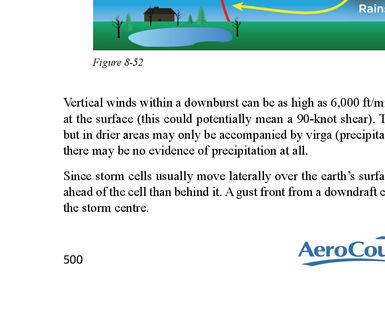 Rains
Figure 8-52
Vertical winds within a downburst can be as high as 6,000 ft/m
at the surface (this could potentially mean a 90-knot shear). T
but in drier areas may only be accompanied by virga (precipita
there may be no evidence of precipitation at all.
Since storm cells usually move laterally over the earth's surfa
ahead of the cell than behind it. A gust front from a downdraft c
the storm centre.
500
AeroCou